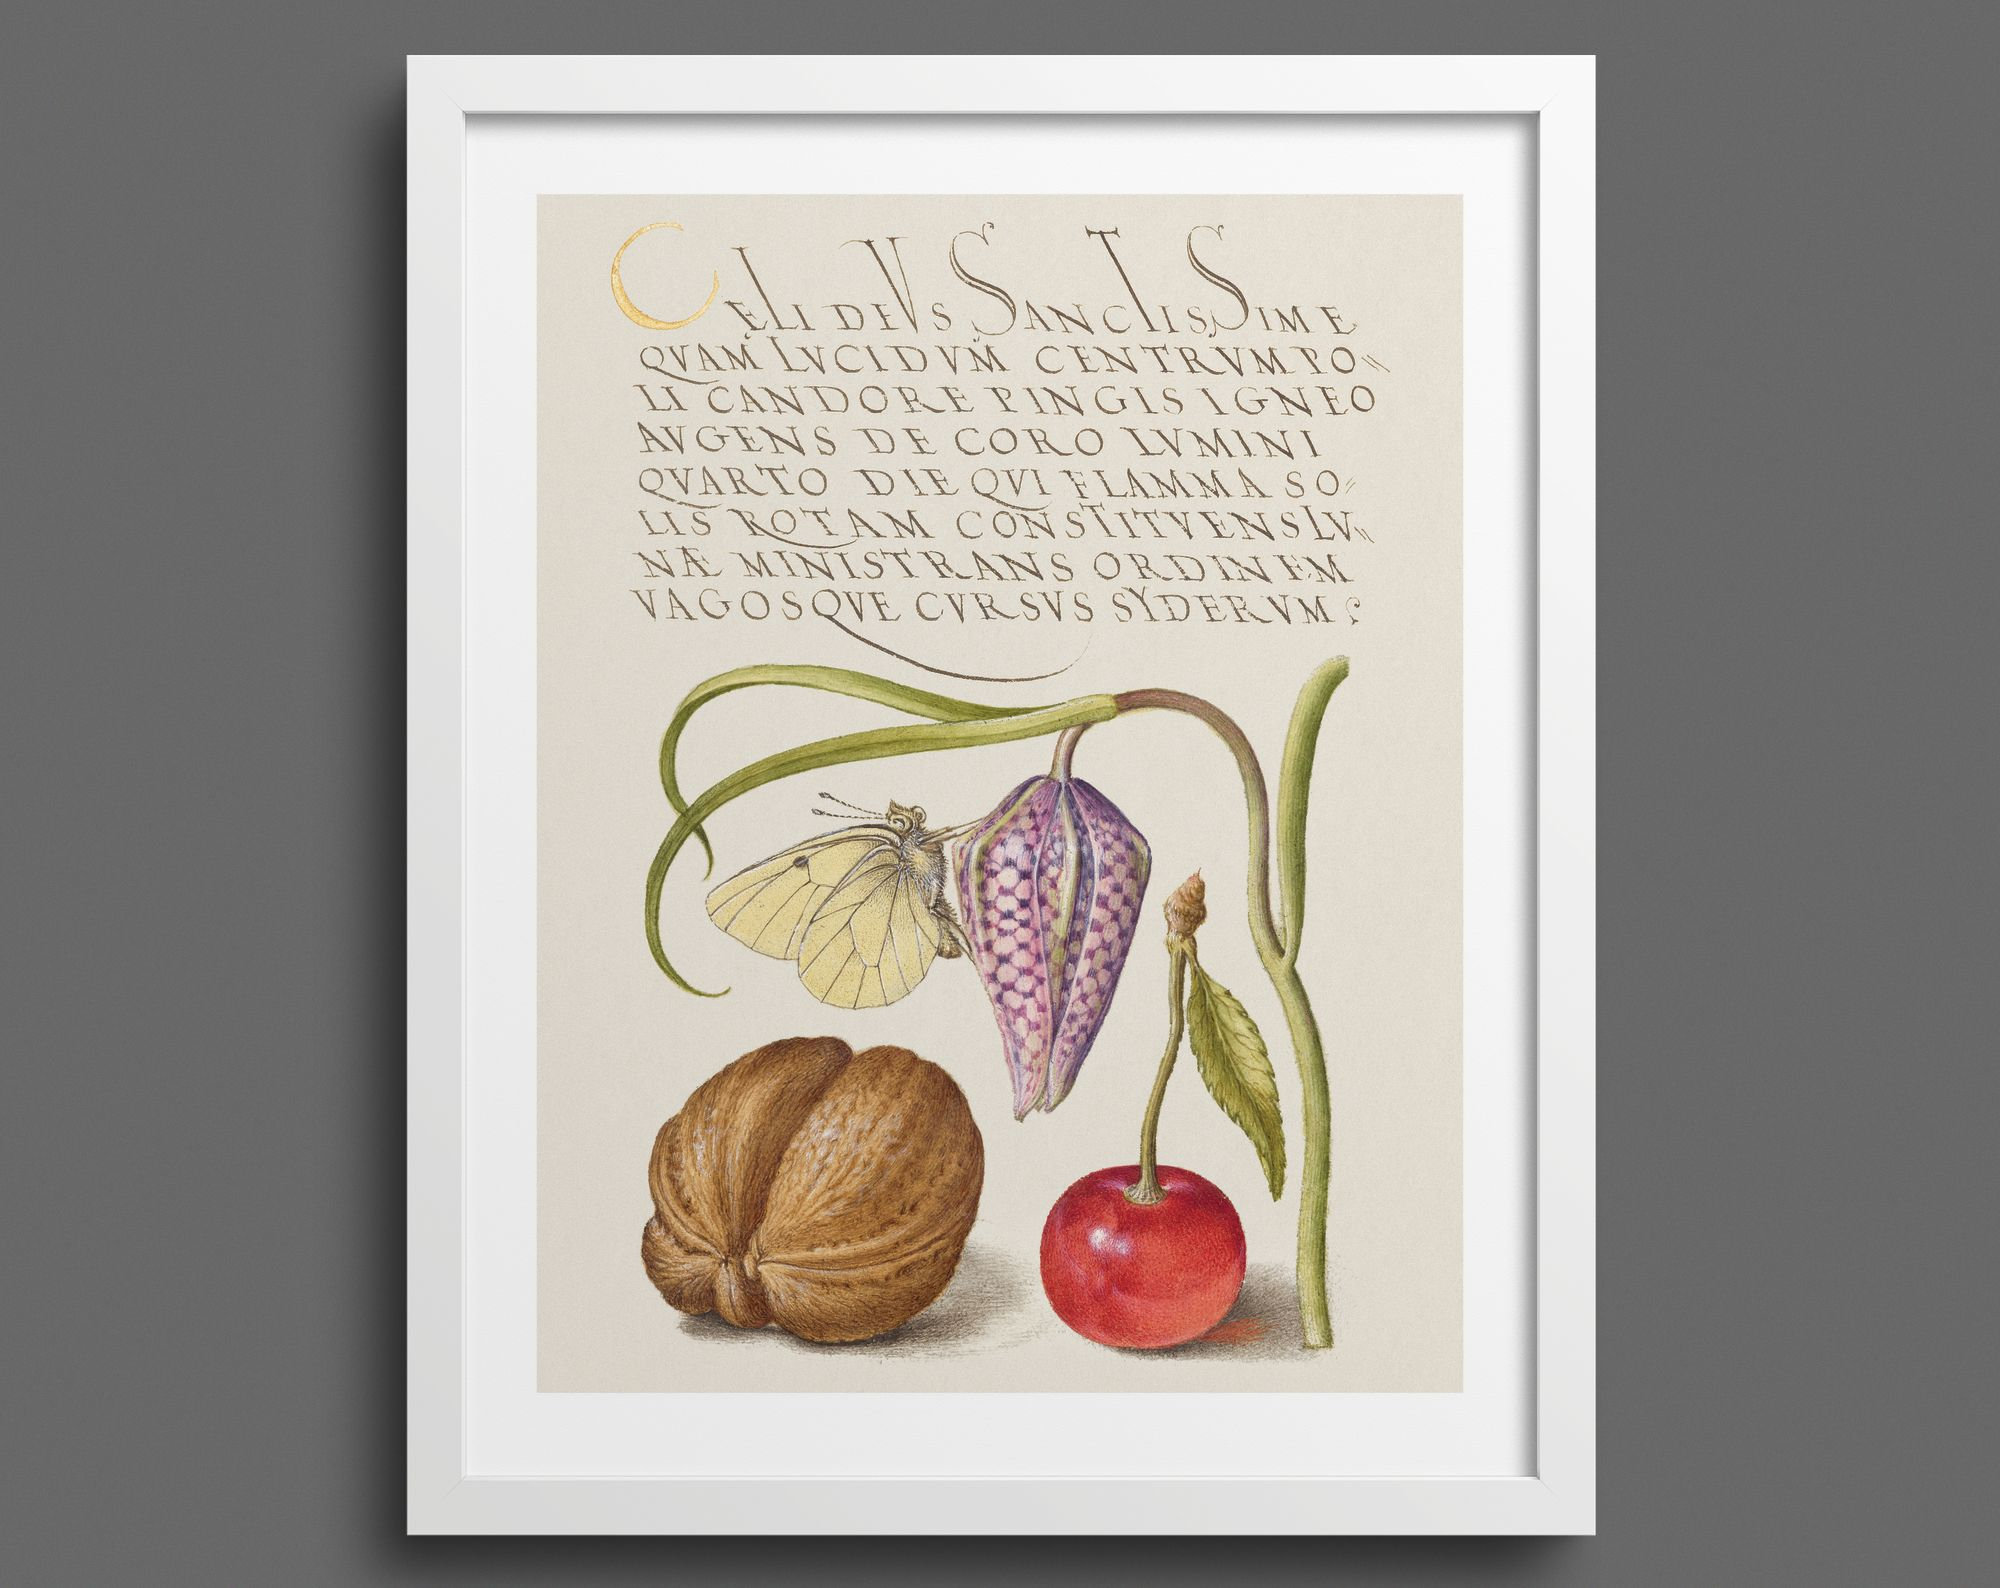 CELI DEVS SANCTISSIME
QVAM LVCIDVM CENTRVM PO=
LI CANDORE PINGIS IGNEO
AVGENS DE CORO LVMINI
QVARTO DIE QVI FLAMMA SO=
LIS ROTAM CONSTITVENS LV=
NÆ MINISTRANS ORDINEM
VAGOSQVE CVRSVS SYDERVM ?